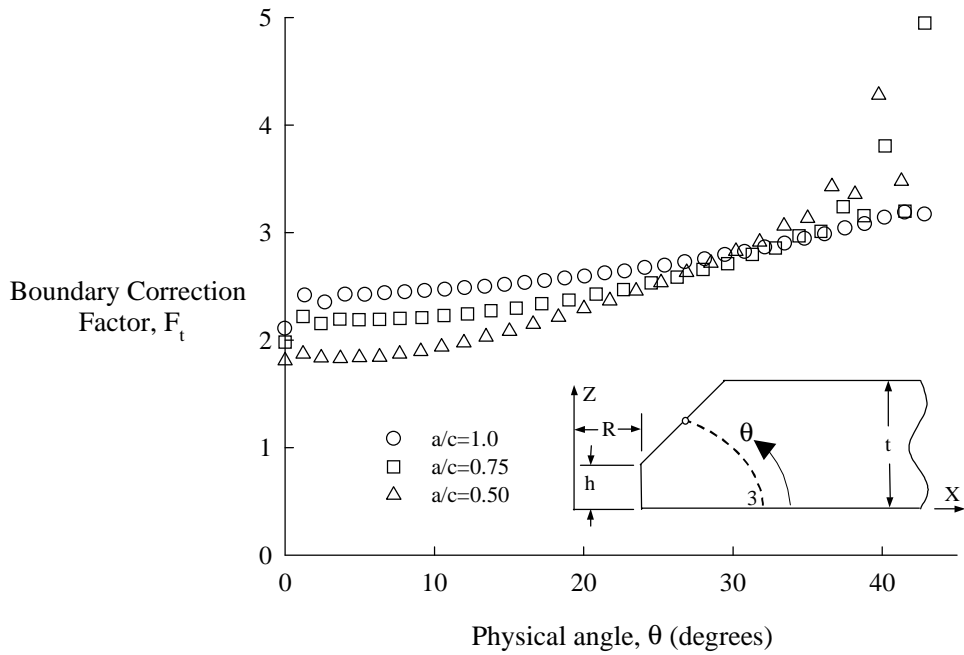 5
4
3
2
1
0
Boundary Correction
Factor, Fₜ
a/c=1.0
a/c=0.75
a/c=0.50
Z
R
h
θ
t
3
X
0 10 20 30 40
Physical angle, θ (degrees)